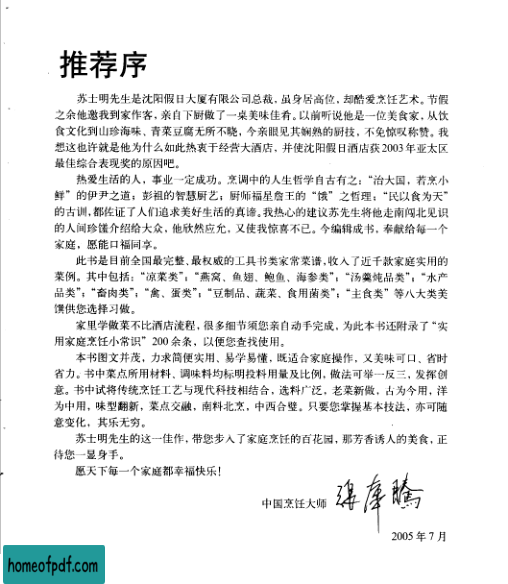 推荐序
苏士明先生是沈阳假日大厦有限公司总裁，虽身居高位，却酷爱烹饪艺术。节假
之余他邀我到家作客，亲自下厨做了一桌美味佳肴。以前听说他是一位美食家，从饮
食文化到山珍海味、青菜豆腐无所不晓，今亲眼见其娴熟的厨技，不免惊叹称赞。我
想这也许就是他为什么如此热衷于经营大酒店，并使沈阳假日酒店获2003年亚太区
最佳综合表现奖的原因吧。
热爱生活的人，事业一定成功。烹调中的人生哲学自古有之：“治大国，若烹小
鲜”的伊尹之道；彭祖的智慧厨艺；厨师福星詹王的“饿”之哲理；“民以食为天”
的古训，都佐证了人们追求美好生活的真谛。我热心的建议苏先生将他走南闯北见识
的人间珍馐介绍给大众，他欣然应允，又使我惊喜不已。今编辑成书，奉献给每一个
家庭，愿能口福同享。
此书是目前全国最完整、最权威的工具书类家常菜谱，收入了近千款家庭实用的
菜例。其中包括：“凉菜类”；“燕窝、鱼翅、鲍鱼、海参类”；“汤羹炖品类”；“水产
品类”；“畜肉类”；“禽、蛋类”；“豆制品、蔬菜、食用菌类”；“主食类”等八大类美
馔供您选择习做。
家里学做菜不比酒店流程，很多细节须您亲自动手完成，为此本书还附录了“实
用家庭烹饪小常识”200余条，以便您查找使用。
本书图文并茂，力求简便实用、易学易懂，既适合家庭操作，又美味可口、省时
省力。书中菜点所用材料、调味料均标明投料用量及比例，做法可举一反三，发挥创
意。书中试将传统烹饪工艺与现代科技相结合，选料广泛，老菜新做，古为今用，洋
为中用，味型翻新，菜点交融，南料北烹，中西合璧。只要您掌握基本技法，亦可随
意变化，其乐无穷。
苏士明先生的这一佳作，带您步入了家庭烹饪的百花园，那芳香诱人的美食，正
待您一显身手。
愿天下每一个家庭都幸福快乐！
中国烹饪大师
2005年7月
homeofpdf.com